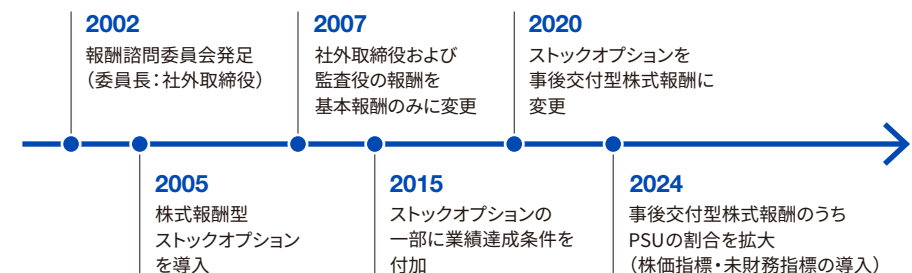 2002
報酬諮問委員会発足
（委員長：社外取締役）
2007
社外取締役および
監査役の報酬を
基本報酬のみに変更
2020
ストックオプションを
事後交付型株式報酬に
変更
2005
株式報酬型
ストックオプション
を導入
2015
ストックオプションの
一部に業績達成条件を
付加
2024
事後交付型株式報酬のうち
PSUの割合を拡大
（株価指標・未財務指標の導入）